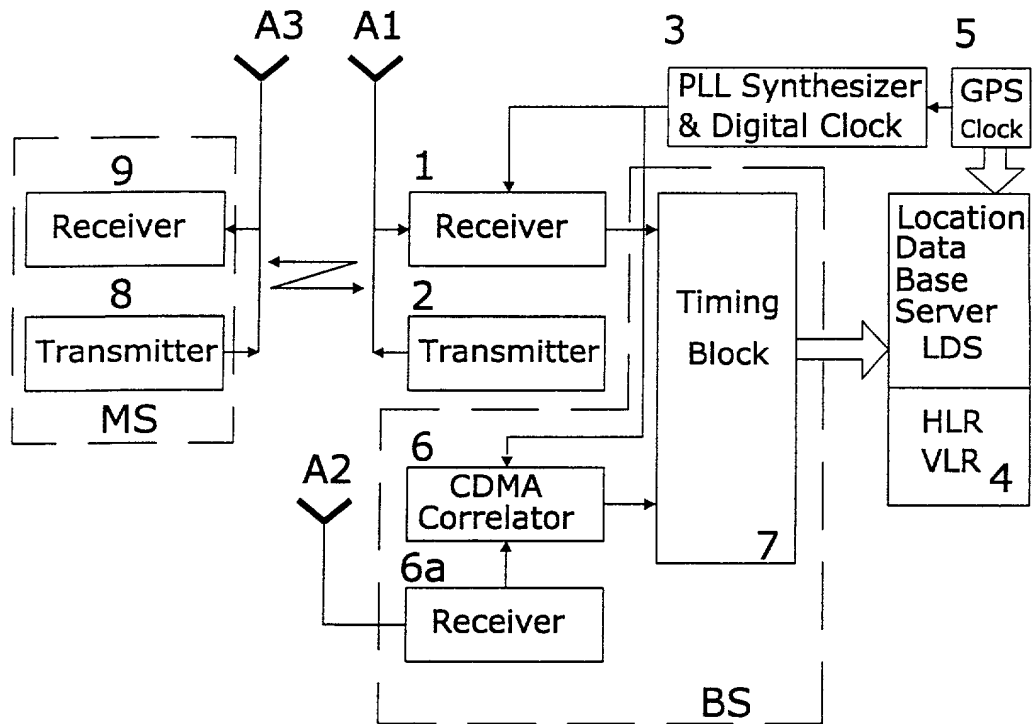 A3
A1
3
5
PLL Synthesizer
& Digital Clock
GPS
Clock
9
Receiver
8
Transmitter
MS
1
Receiver
2
Transmitter
Timing
Block
7
Location
Data
Base
Server
LDS
HLR
VLR
4
A2
6
CDMA
Correlator
6a
Receiver
BS